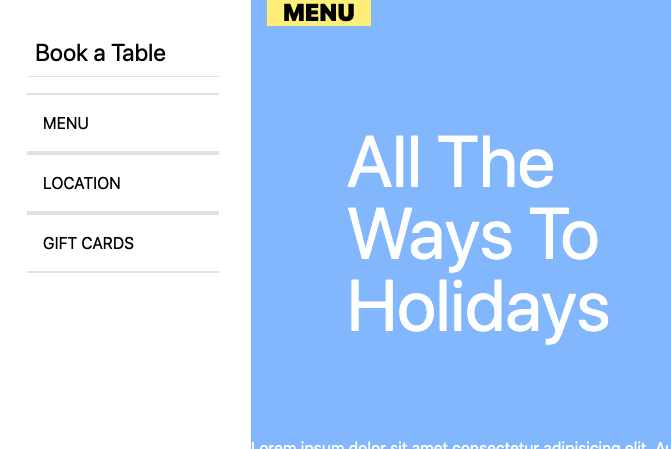 Book a Table
MENU
LOCATION
GIFT CARDS
MENU
All The
Ways To
Holidays
Lorem ipsum dolor sit amet consectetur adipisicing elit.